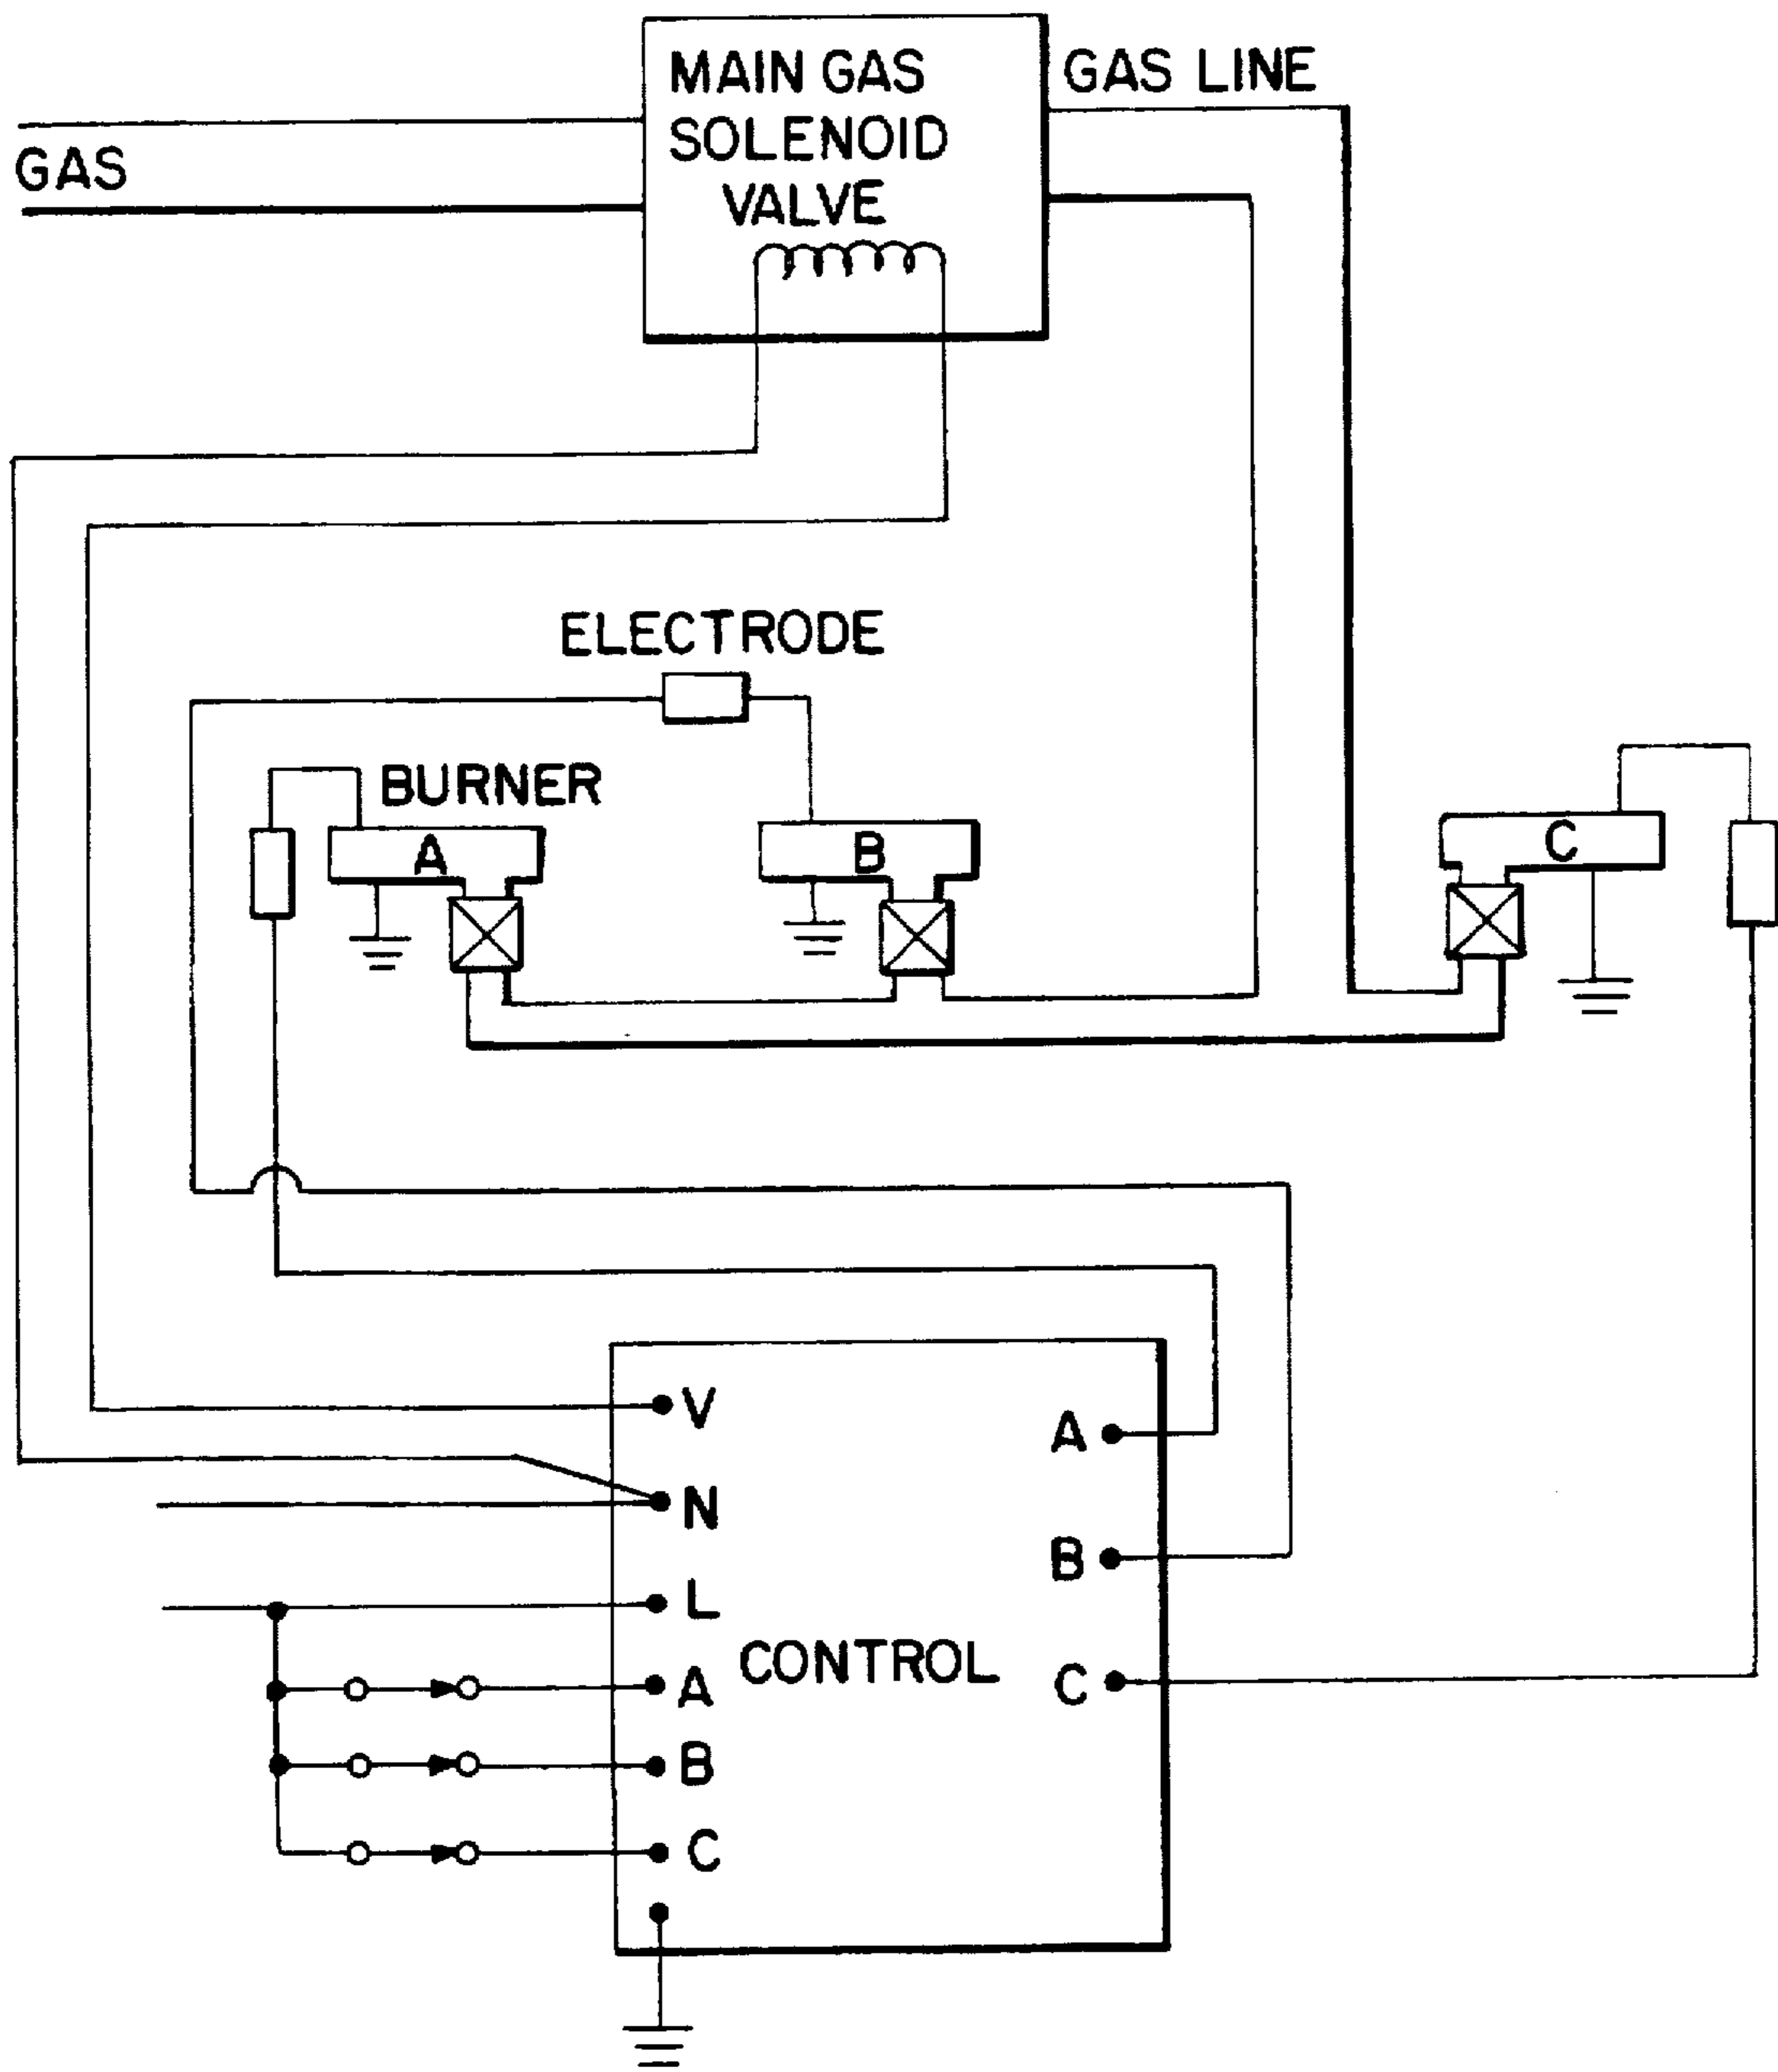 MAIN GAS
SOLENOID
VALVE
GAS LINE
GAS
ELECTRODE
BURNER
A
B
C
V
N
L
A
B
C
CONTROL
A
B
C